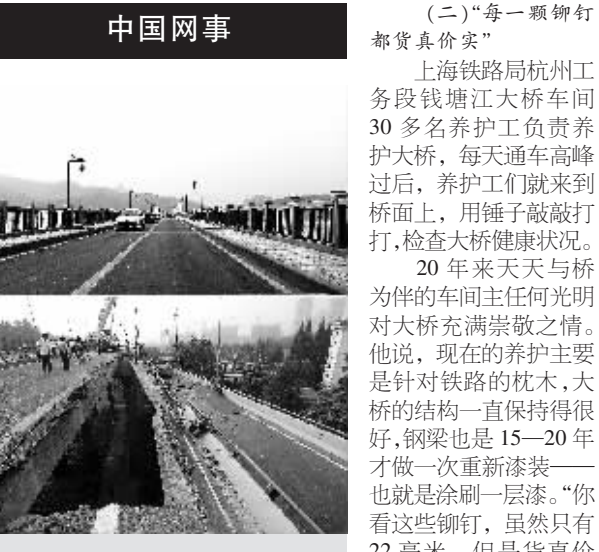 中国网事
(二)“每一颗铆钉
都货真价实”
上海铁路局杭州工
务段钱塘江大桥车间
30 多名养护工负责养
护大桥，每天通车高峰
过后，养护工们就来到
桥面上，用锤子敲敲打
打,检查大桥健康状况。
20 年来天天与桥
为伴的车间主任何光明
对大桥充满崇敬之情。
他说，现在的养护主要
是针对铁路的枕木,大
桥的结构一直保持得很
好,钢梁也是 15—20 年
才做一次重新漆装——
也就是涂刷一层漆。“你
看这些铆钉，虽然只有
22 毫米，但是货真价